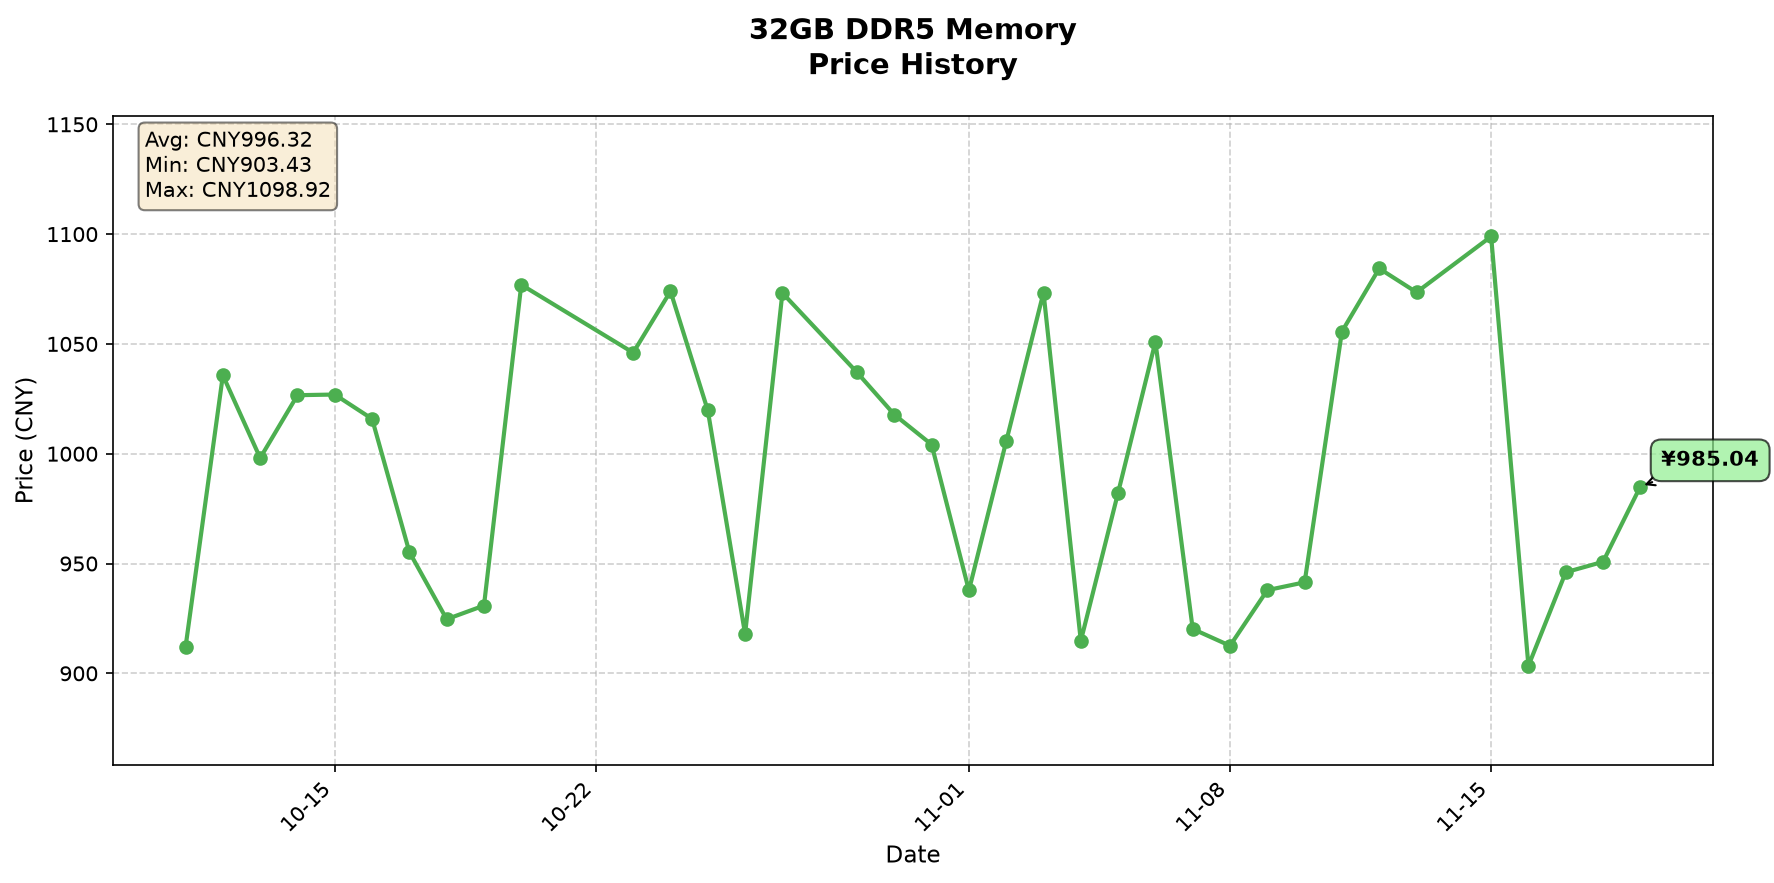 32GB DDR5 Memory
Price History
Avg: CNY996.32
Min: CNY903.43
Max: CNY1098.92
1150
1100
1050
1000
950
900
Price (CNY)
¥985.04
10-15
10-22
11-01
11-08
11-15
Date